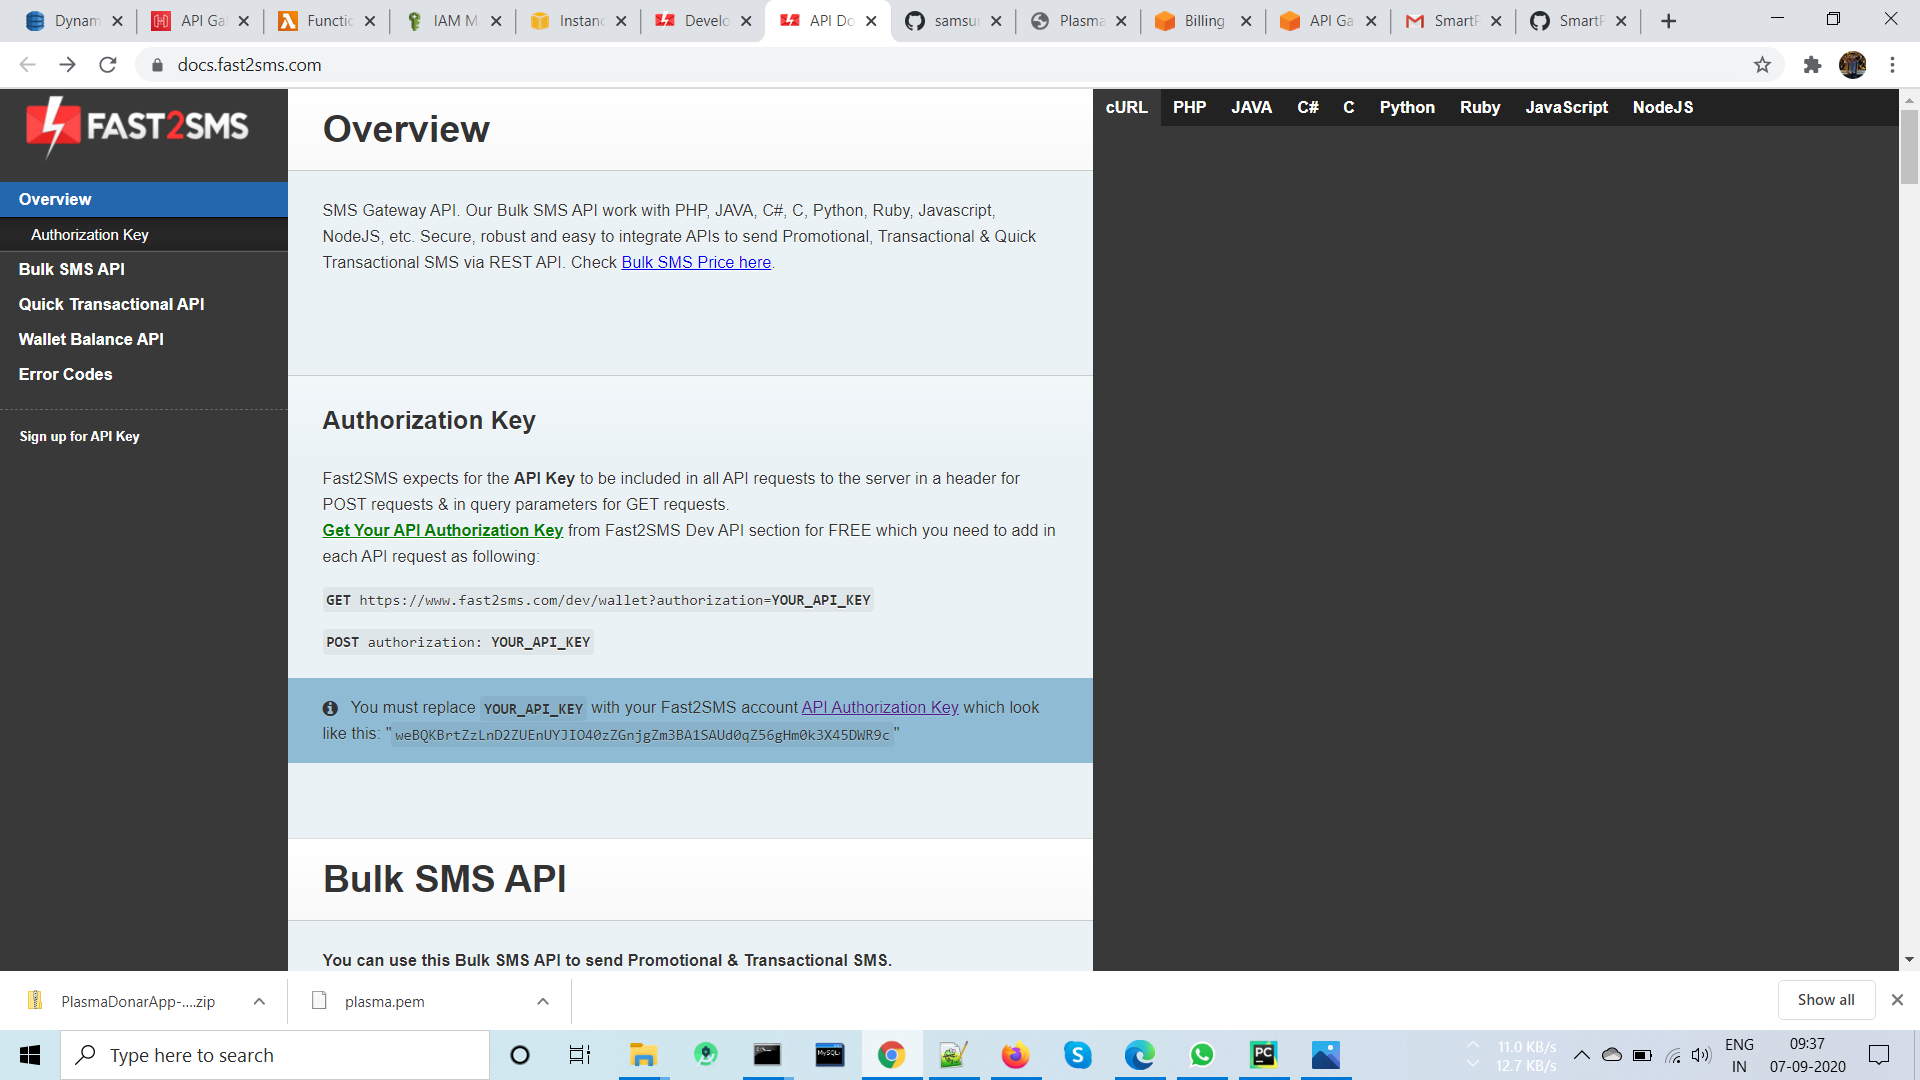 Dynam
API Ga
Functio
IAM M
Instanc
Develo
API Do
samsu
Plasma
Billing
API Ga
SmartP
SmartP
docs.fast2sms.com
FAST2SMS
Overview
Authorization Key
Bulk SMS API
Quick Transactional API
Wallet Balance API
Error Codes
Sign up for API Key
Overview
SMS Gateway API. Our Bulk SMS API work with PHP, JAVA, C#, C, Python, Ruby, Javascript,
NodeJS, etc. Secure, robust and easy to integrate APIs to send Promotional, Transactional & Quick
Transactional SMS via REST API. Check Bulk SMS Price here.
Authorization Key
Fast2SMS expects for the API Key to be included in all API requests to the server in a header for
POST requests & in query parameters for GET requests.
Get Your API Authorization Key from Fast2SMS Dev API section for FREE which you need to add in
each API request as following:
GET https://www.fast2sms.com/dev/wallet?authorization=YOUR_API_KEY
POST authorization: YOUR_API_KEY
You must replace YOUR_API_KEY with your Fast2SMS account API Authorization Key which look
like this: "weBQKBrtZzLnD2ZUEnUYJIO40zZGnjgZm3BA1SAUd0qZ56gHm0k3X45DWR9c"
Bulk SMS API
You can use this Bulk SMS API to send Promotional & Transactional SMS.
cURL PHP JAVA C# C Python Ruby JavaScript NodeJS
PlasmaDonarApp-....zip
plasma.pem
Show all
Type here to search
MySQL
PC
11.0 KB/s
12.7 KB/s
ENG
IN
09:37
07-09-2020